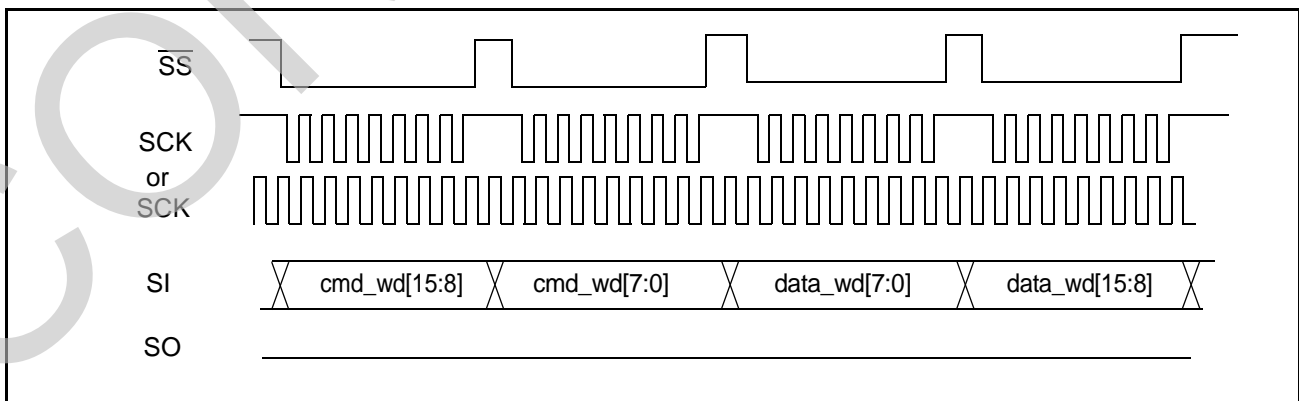 SS
SCK
or
SCK
SI
cmd_wd[15:8]
cmd_wd[7:0]
data_wd[7:0]
data_wd[15:8]
SO